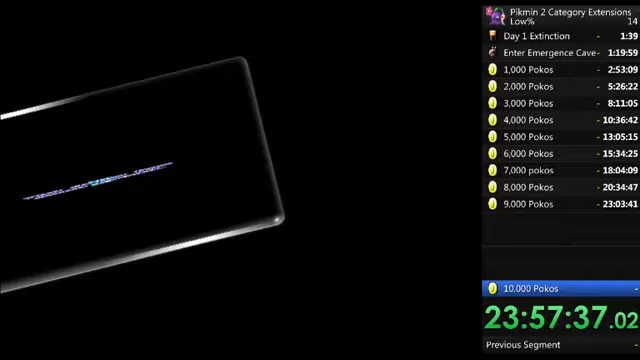 Pikmin 2 Category Extensions
Low% 14
Day 1 Extinction - 1:39
Enter Emergence Cave - 1:19:59
1,000 Pokos - 2:53:09
2,000 Pokos - 5:26:22
3,000 Pokos - 8:11:05
4,000 Pokos - 10:36:42
5,000 Pokos - 13:05:15
6,000 Pokos - 15:34:25
7,000 pokos - 18:04:09
8,000 Pokos - 20:34:47
9,000 Pokos - 23:03:41
10,000 Pokos -
23:57:37.02
Previous Segment -